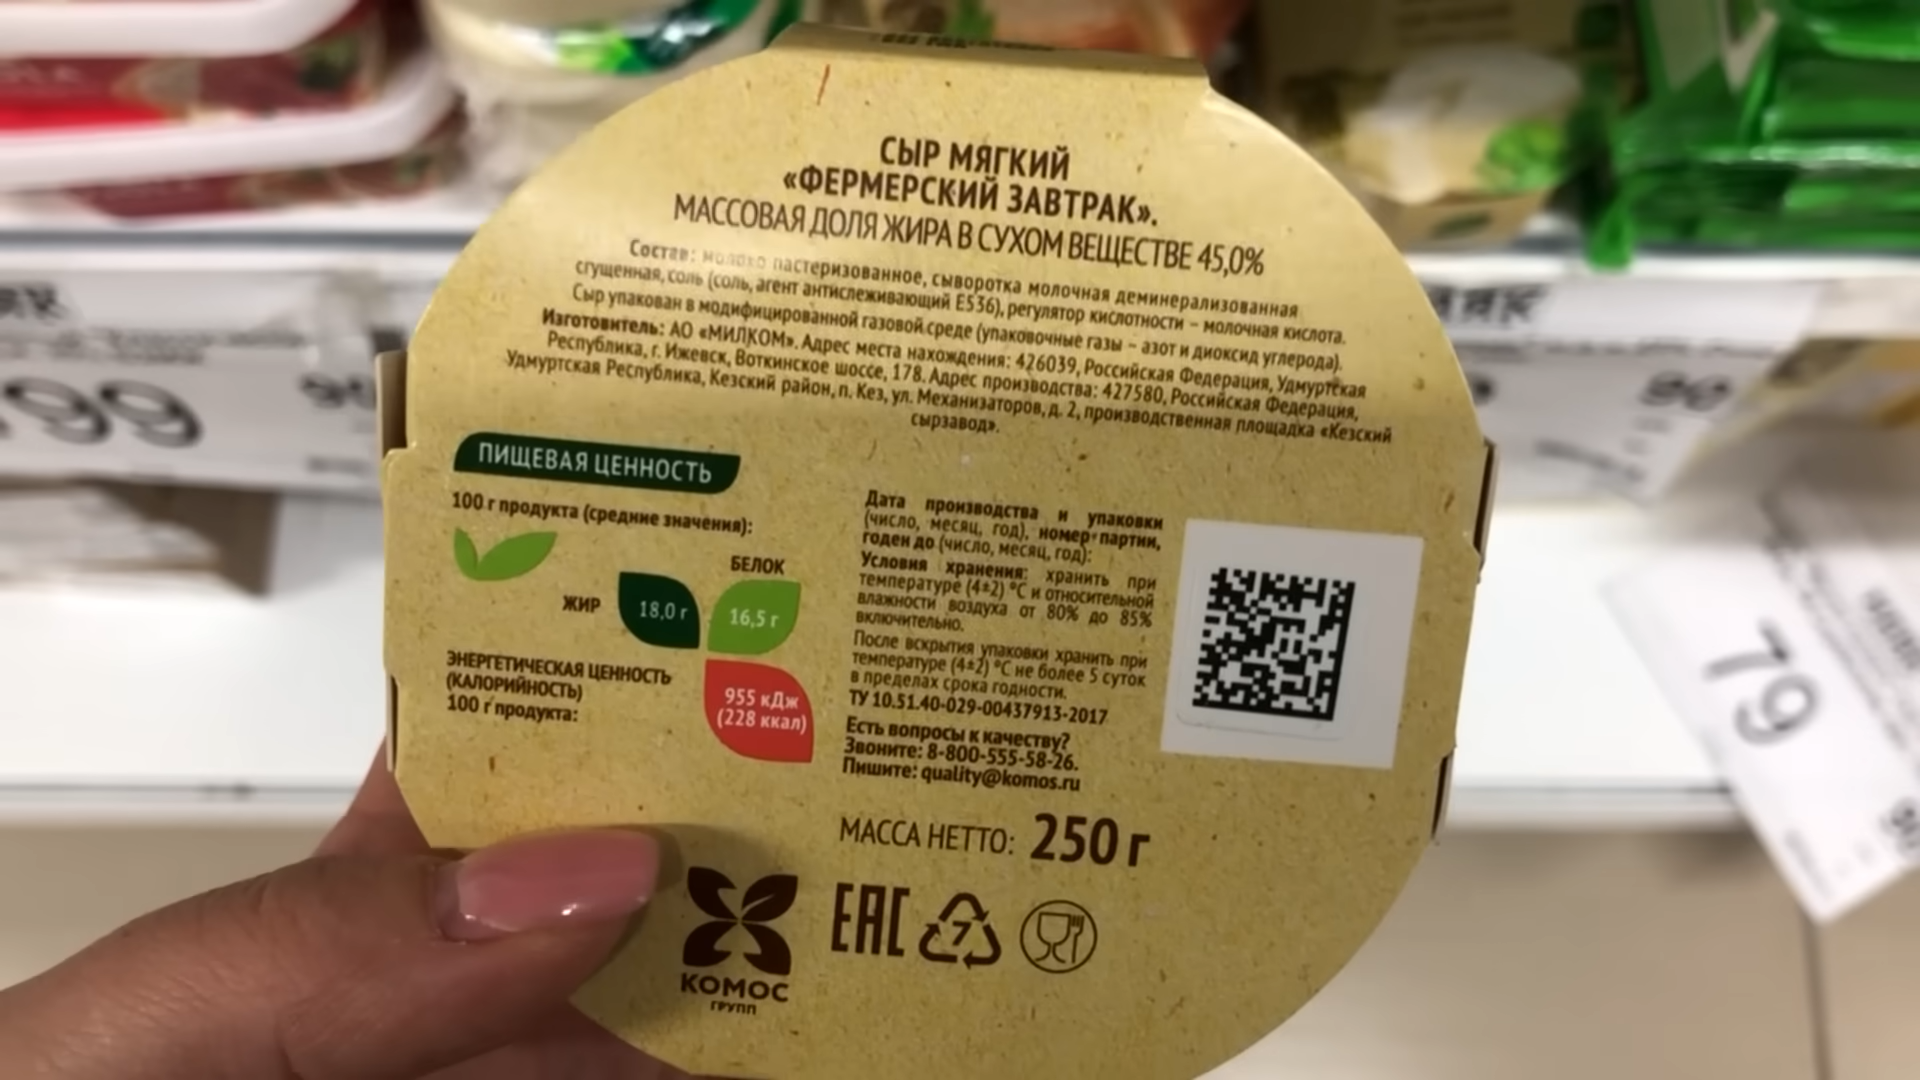 СЫР МЯГКИЙ
«ФЕРМЕРСКИЙ ЗАВТРАК».
МАССОВАЯ ДОЛЯ ЖИРА В СУХОМ ВЕЩЕСТВЕ 45,0%
Состав: молоко пастеризованное, сыворотка молочная деминерализованная
сгущенная, соль (соль, агент антислеживающий Е536), регулятор кислотности – молочная кислота.
Сыр упакован в модифицированной газовой среде (упаковочные газы – азот и диоксид углерода).
Изготовитель: АО «МИЛКОМ». Адрес места нахождения: 426039, Российская Федерация, Удмуртская
Республика, г. Ижевск, Воткинское шоссе, 178. Адрес производства: 427580, Российская Федерация,
Удмуртская Республика, Кезский район, п. Кез, ул. Механизаторов, д. 2, производственная площадка «Кезский
сырзавод».
ПИЩЕВАЯ ЦЕННОСТЬ
100 г продукта (средние значения):
БЕЛОК
ЖИР 18,0 г 16,5 г
ЭНЕРГЕТИЧЕСКАЯ ЦЕННОСТЬ
(КАЛОРИЙНОСТЬ)
100 г продукта:
955 кДж
(228 ккал)
Дата производства и упаковки
(число, месяц, год), номер партии,
годен до (число, месяц, год):
Условия хранения: хранить при
температуре (4±2) °С и относительной
влажности воздуха от 80% до 85%
включительно.
После вскрытия упаковки хранить при
температуре (4±2) °С не более 5 суток
в пределах срока годности.
ТУ 10.51.40-029-00437913-2017
Есть вопросы к качеству?
Звоните: 8-800-555-58-26.
Пишите: quality@komos.ru
МАССА НЕТТО: 250 г
КОМОС
ГРУПП
ЕАС
7
99
79
90